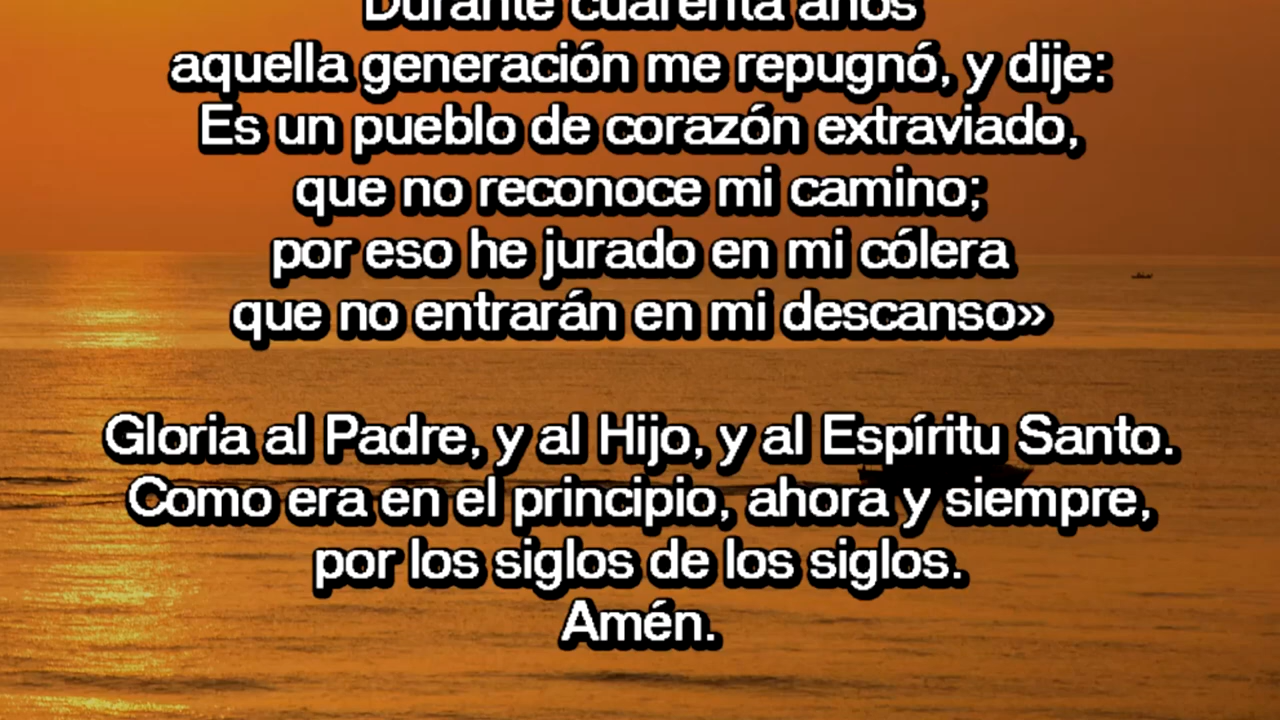 Durante cuarenta años
aquella generación me repugnó, y dije:
Es un pueblo de corazón extraviado,
que no reconoce mi camino;
por eso he jurado en mi cólera
que no entrarán en mi descanso»
Gloria al Padre, y al Hijo, y al Espíritu Santo.
Como era en el principio, ahora y siempre,
por los siglos de los siglos.
Amén.